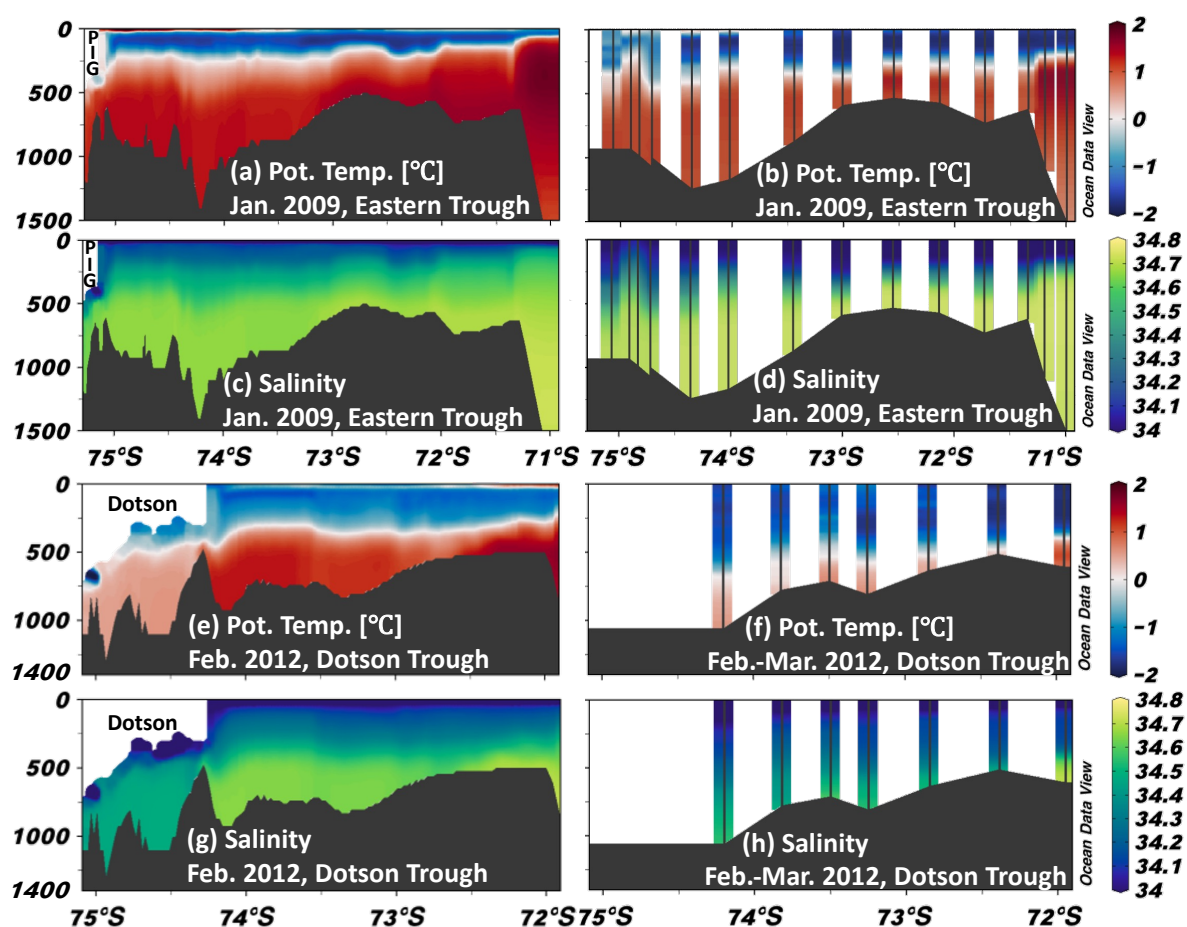 0
500
1000
1500
P
I
G
(a) Pot. Temp. [℃]
Jan. 2009, Eastern Trough
(b) Pot. Temp. [℃]
Jan. 2009, Eastern Trough
Ocean Data View
2
1
0
-1
-2
0
500
1000
1500
P
I
G
(c) Salinity
Jan. 2009, Eastern Trough
(d) Salinity
Jan. 2009, Eastern Trough
Ocean Data View
34.8
34.7
34.6
34.5
34.4
34.3
34.2
34.1
34
75°S 74°S 73°S 72°S 71°S 75°S 74°S 73°S 72°S 71°S
0
500
1000
1400
Dotson
(e) Pot. Temp. [℃]
Feb. 2012, Dotson Trough
(f) Pot. Temp. [℃]
Feb.-Mar. 2012, Dotson Trough
Ocean Data View
2
1
0
-1
-2
0
500
1000
1400
Dotson
(g) Salinity
Feb. 2012, Dotson Trough
(h) Salinity
Feb.-Mar. 2012, Dotson Trough
Ocean Data View
34.8
34.7
34.6
34.5
34.4
34.3
34.2
34.1
34
75°S 74°S 73°S 72°S 75°S 74°S 73°S 72°S